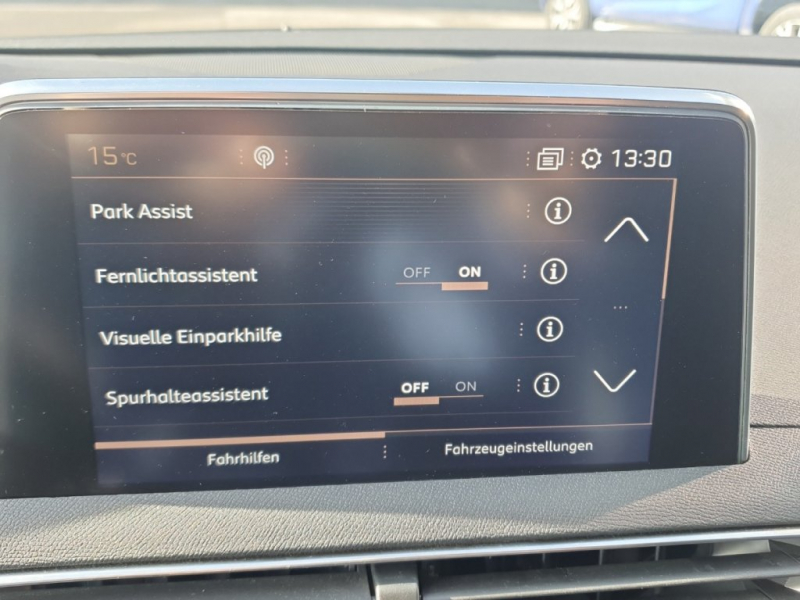 15°C 13:30
Park Assist
Fernlichtassistent OFF ON
Visuelle Einparkhilfe
Spurhalteassistent OFF ON
Fahrhilfen Fahrzeugeinstellungen